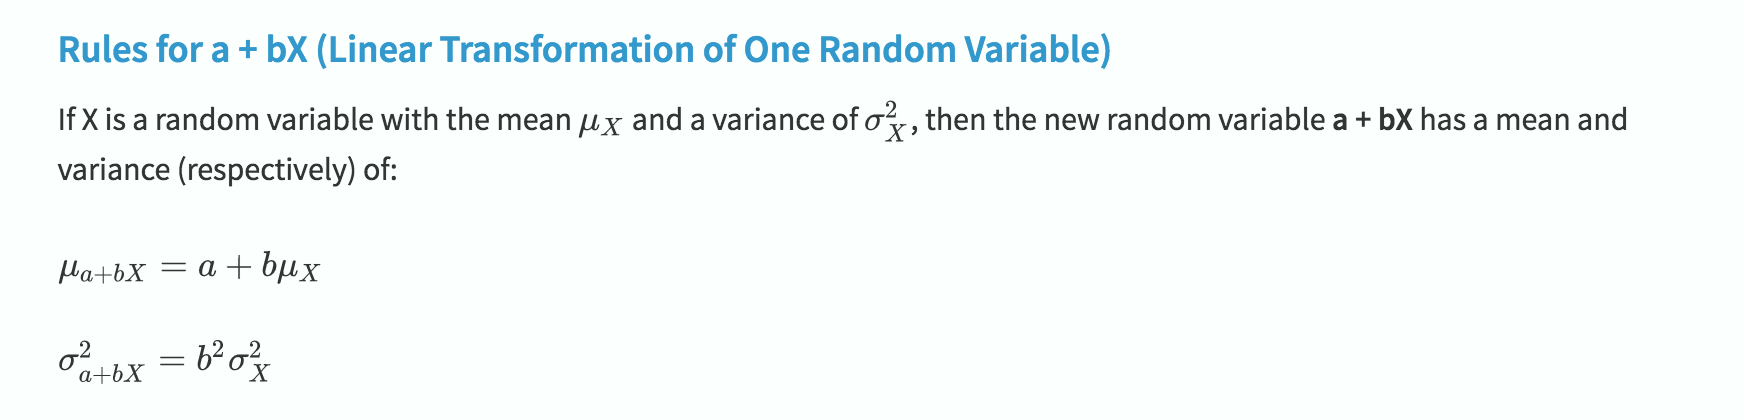 Rules for a + bX (Linear Transformation of One Random Variable)
If X is a random variable with the mean $\mu_X$ and a variance of $\sigma_X^2$, then the new random variable a + bX has a mean and
variance (respectively) of:
$\mu_{a+bX} = a + b\mu_X$
$\sigma_{a+bX}^2 = b^2\sigma_X^2$